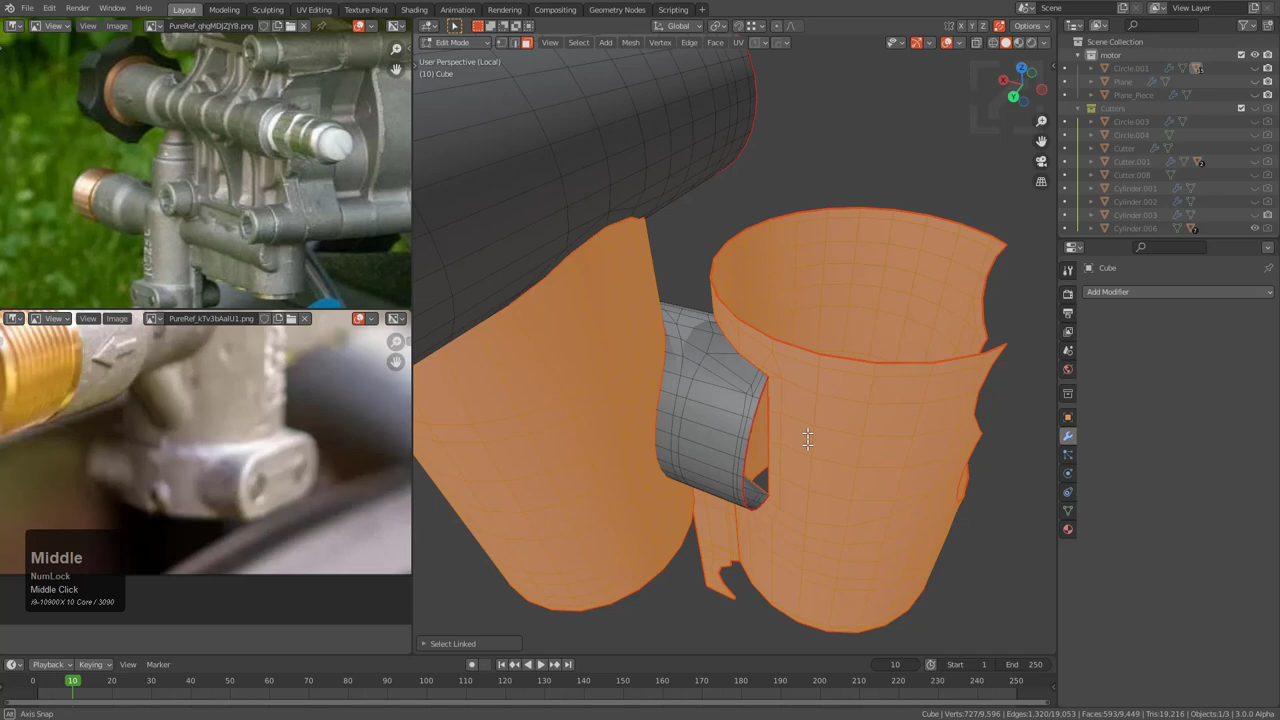 File Edit Render Window Help Layout Modeling Sculpting UV Editing Texture Paint Shading Animation Rendering Compositing Geometry Nodes Scripting + Scene View Layer
View View Image PureRef_qhgMDJZJY8.png Global Options
Edit Mode View Select Add Mesh Vertex Edge Face UV
Scene Collection
motor
Circle.001 15
Plane
Plane_Piece
Cutters
Circle.003
Circle.004
Cutter
Cutter.001 2
Cutter.008
Cylinder.001
Cylinder.002
Cylinder.003
Cylinder.006
User Perspective (Local)
(10) Cube
X Y Z
Z
X
Y
Cube
Add Modifier
View View Image PureRef_kTv3bAalU1.png
Middle
NumLock
Middle Click
i9-10900X 10 Core / 3090
Select Linked
Playback Keying View Marker 10 Start 1 End 250
0 10 20 30 40 50 60 70 80 90 100 110 120 130 140 150 160 170 180 190 200 210 220 230 240 250
Axis Snap Cube | Verts:727/9,596 | Edges:1,320/19,053 | Faces:593/9,449 | Tris:19,216 | Objects:1/3 | 3.0.0 Alpha